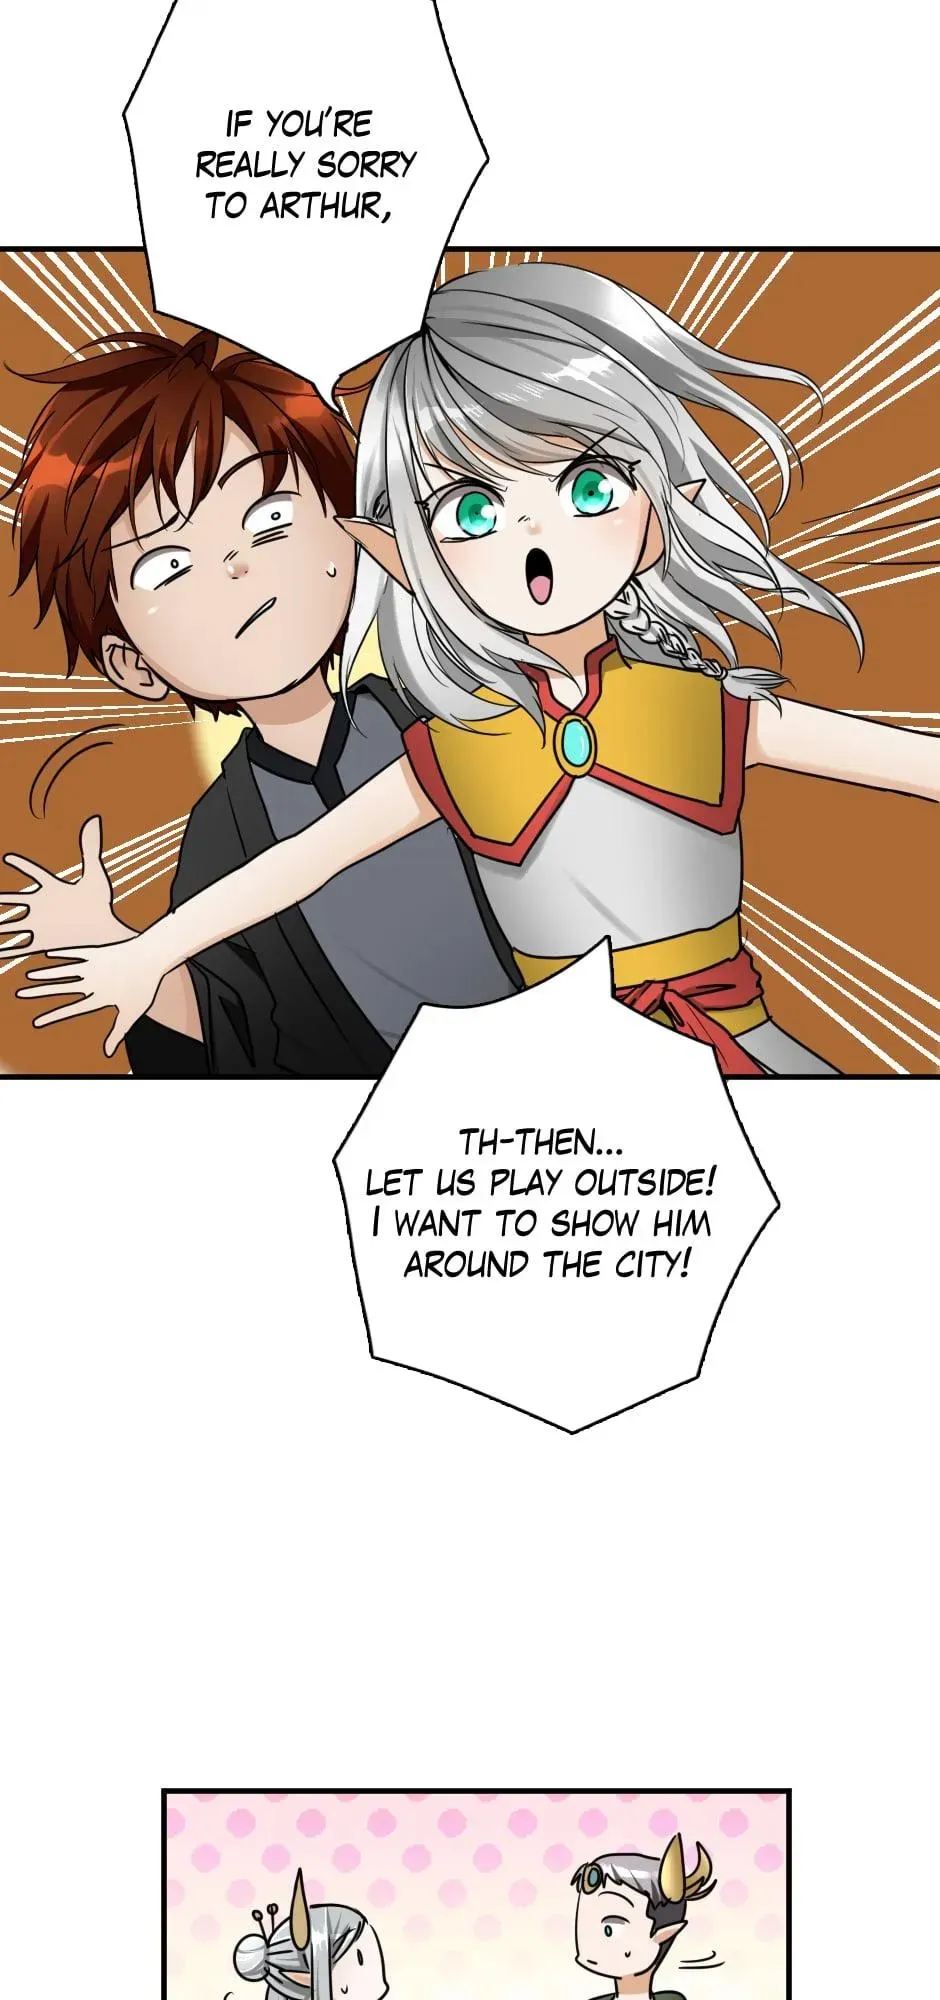 IF YOU'RE
REALLY SORRY
TO ARTHUR,
TH-THEN...
LET US PLAY OUTSIDE!
I WANT TO SHOW HIM
AROUND THE CITY!